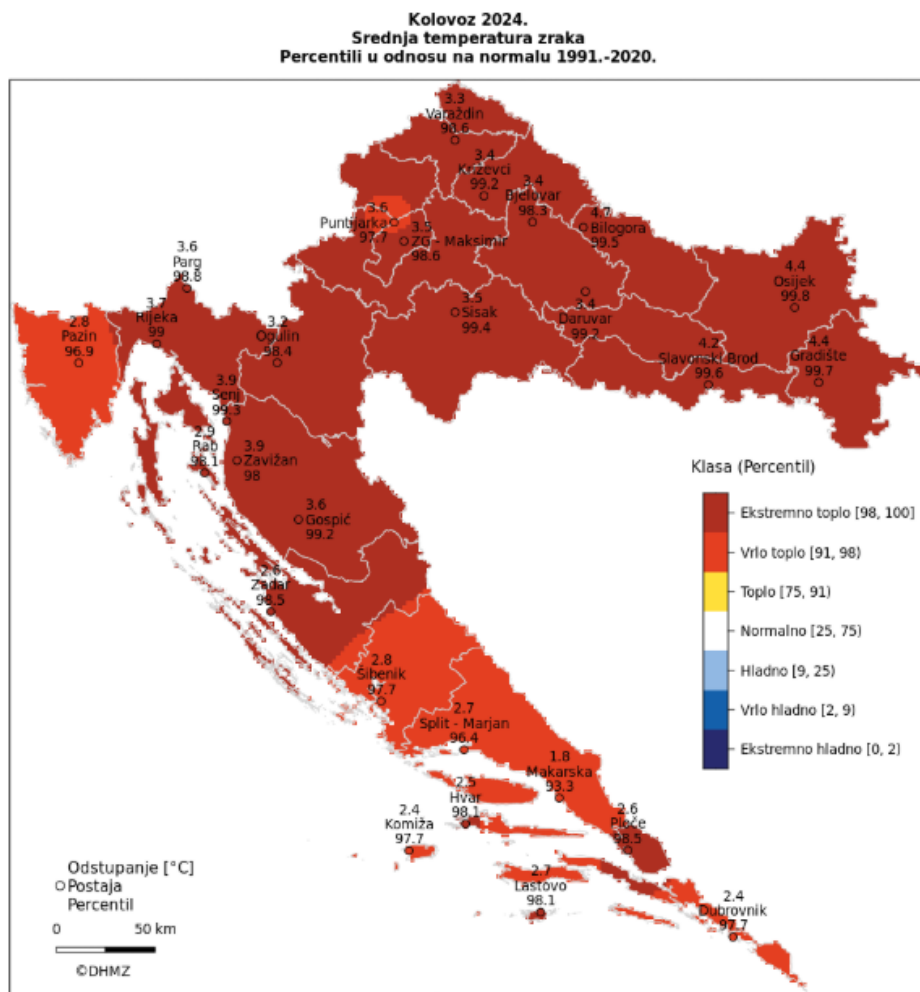 Kolovoz 2024.
Srednja temperatura zraka
Percentili u odnosu na normalu 1991.-2020.
3.3
Varaždin
98.6
3.4
Koževci
99.2
3.4
Bjelovar
98.3
4.7
Bilogora
99.5
3.6
Puntijarka
97.7
3.5
ZG - Maksimir
98.6
3.6
Parg
98.8
4.4
Osijek
99.8
3.7
Rijeka
99
2.8
Pazin
96.9
3.2
Ogulin
98.4
3.5
Sisak
99.4
3.4
Daruvar
99.2
4.2
Slavonski Brod
99.6
4.4
Gradište
99.7
3.9
Senj
99.3
2.9
Rab
98.1
3.9
Zavižan
98
3.6
Gospić
99.2
2.6
Zadar
98.5
2.8
Šibenik
97.7
2.7
Split - Marjan
96.4
1.8
Makarska
93.3
2.5
Hvar
98.1
2.4
Komiža
97.7
2.6
Ploče
98.5
2.7
Lastovo
98.1
2.4
Dubrovnik
97.7
Klasa (Percentil)
Ekstremno toplo [98, 100]
Vrlo toplo [91, 98)
Toplo [75, 91)
Normalno [25, 75)
Hladno [9, 25)
Vrlo hladno [2, 9)
Ekstremno hladno [0, 2)
Odstupanje [°C]
Postaja
Percentil
0 50 km
©DHMZ